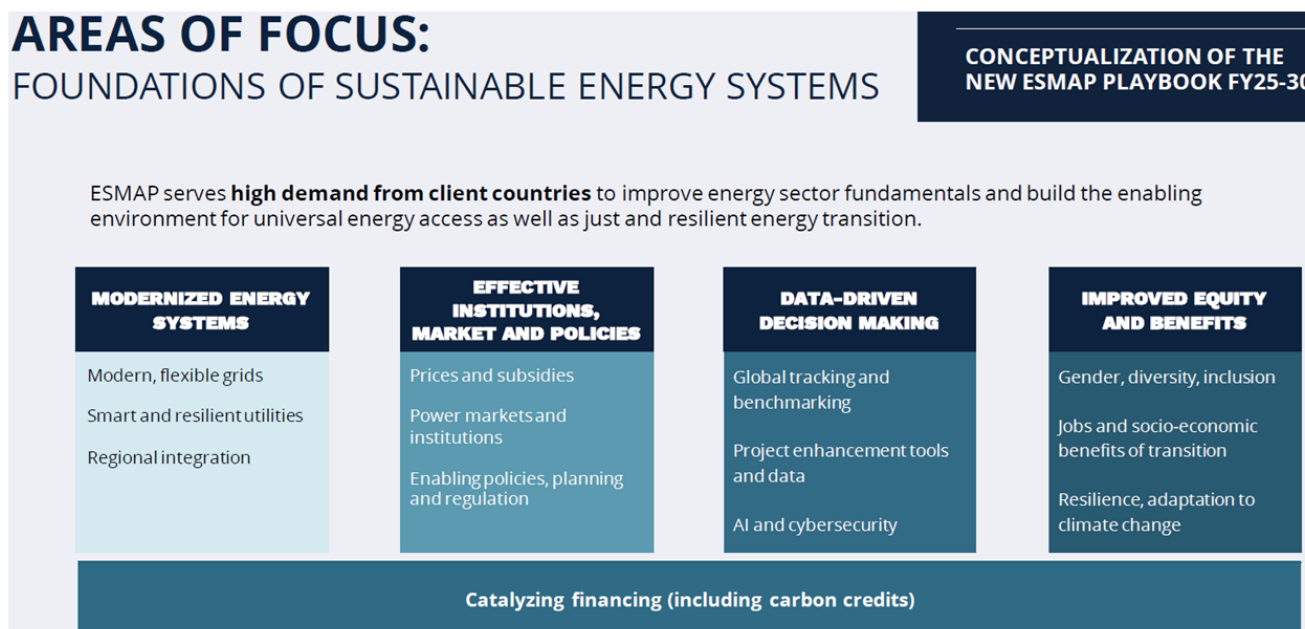 AREAS OF FOCUS:
FOUNDATIONS OF SUSTAINABLE ENERGY SYSTEMS
CONCEPTUALIZATION OF THE
NEW ESMAP PLAYBOOK FY25-30
ESMAP serves high demand from client countries to improve energy sector fundamentals and build the enabling
environment for universal energy access as well as just and resilient energy transition.
MODERNIZED ENERGY
SYSTEMS
Modern, flexible grids
Smart and resilient utilities
Regional integration
EFFECTIVE
INSTITUTIONS,
MARKET AND POLICIES
Prices and subsidies
Power markets and
institutions
Enabling policies, planning
and regulation
DATA-DRIVEN
DECISION MAKING
Global tracking and
benchmarking
Project enhancement tools
and data
AI and cybersecurity
IMPROVED EQUITY
AND BENEFITS
Gender, diversity, inclusion
Jobs and socio-economic
benefits of transition
Resilience, adaptation to
climate change
Catalyzing financing (including carbon credits)